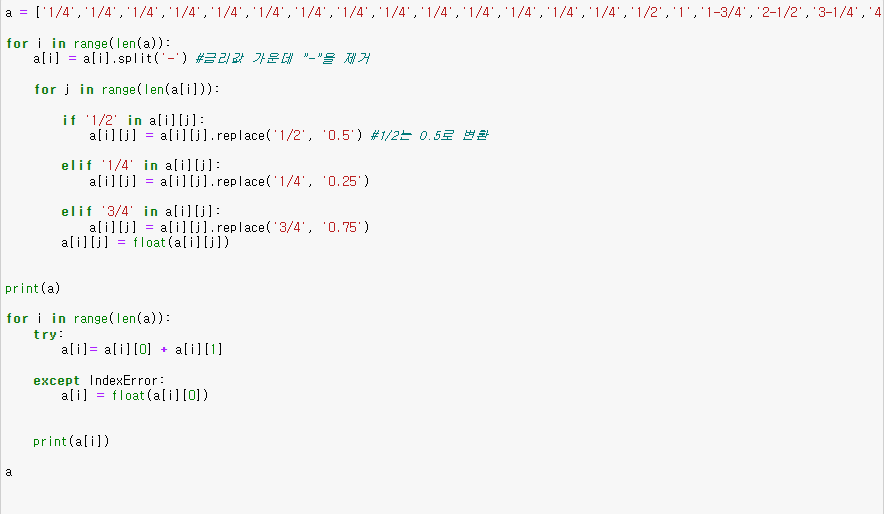 a = ['1/4','1/4','1/4','1/4','1/4','1/4','1/4','1/4','1/4','1/4','1/4','1/4','1/4','1/4','1/2','1','1-3/4','2-1/2','3-1/4','4
for i in range(len(a)):
    a[i] = a[i].split('-') #금리값 가운데 "-"을 제거
    for j in range(len(a[i])):
        if '1/2' in a[i][j]:
            a[i][j] = a[i][j].replace('1/2', '0.5') #1/2는 0.5로 변환
        elif '1/4' in a[i][j]:
            a[i][j] = a[i][j].replace('1/4', '0.25')
        elif '3/4' in a[i][j]:
            a[i][j] = a[i][j].replace('3/4', '0.75')
        a[i][j] = float(a[i][j])
print(a)
for i in range(len(a)):
    try:
        a[i]= a[i][0] + a[i][1]
    except IndexError:
        a[i] = float(a[i][0])
    print(a[i])
a